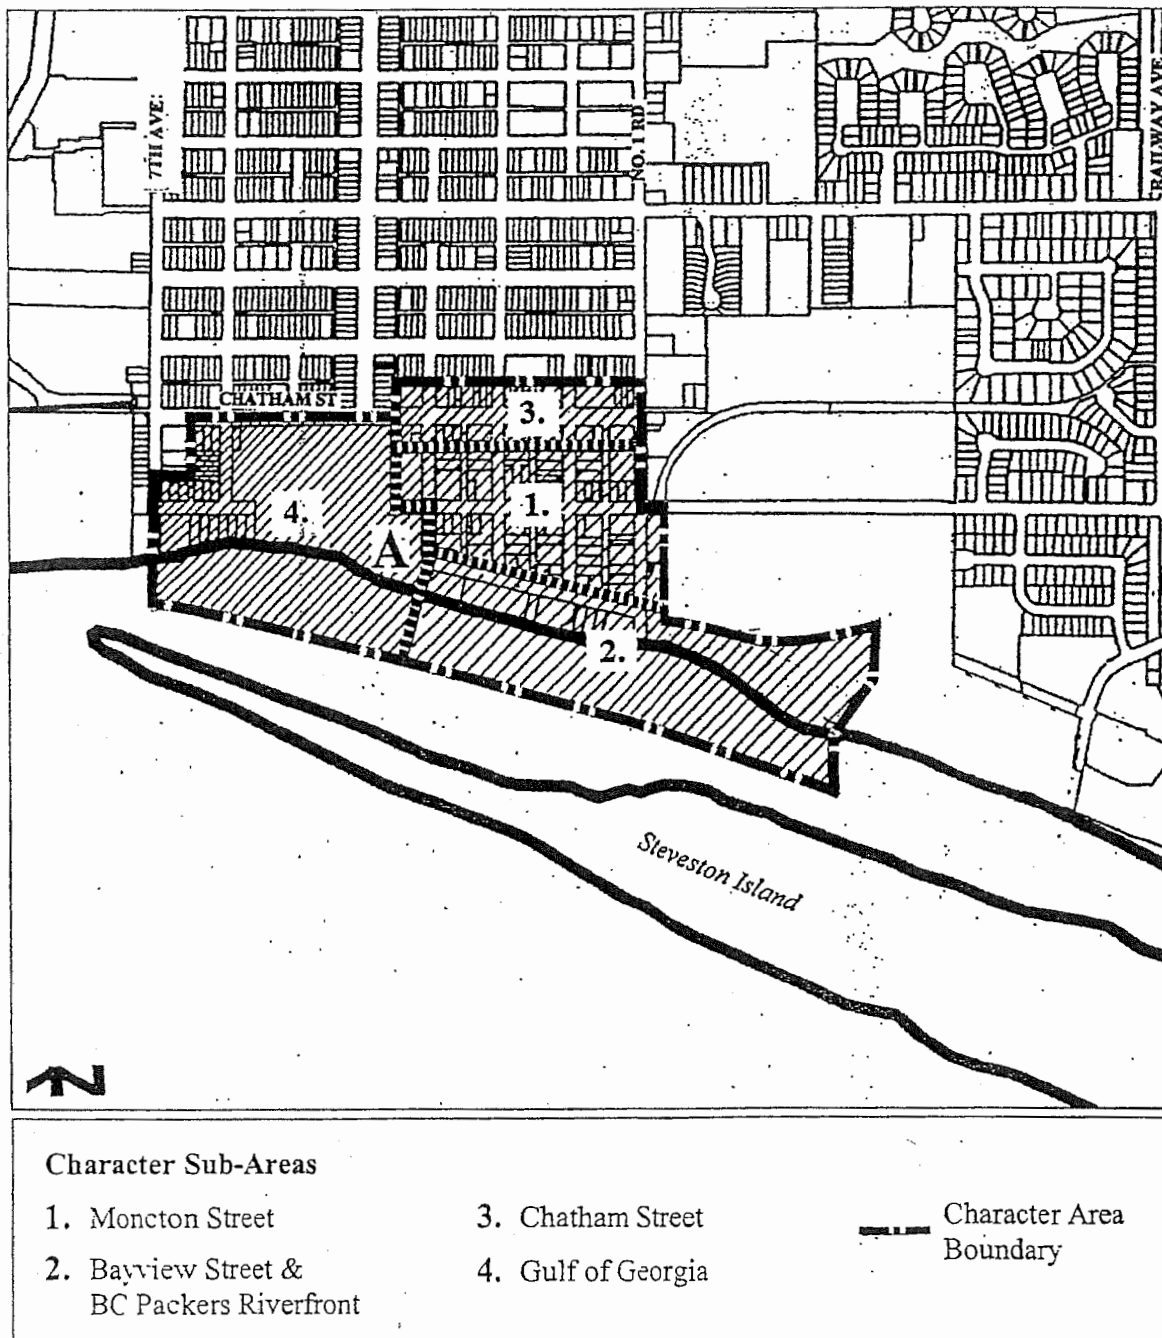 7TH AVE.
NO. 1 RD
RAILWAY AVE
CHATHAM ST
3.
1.
4.
A
2.
Steveston Island
N
Character Sub-Areas
1. Moncton Street
2. Bayview Street &
BC Packers Riverfront
3. Chatham Street
4. Gulf of Georgia
Character Area
Boundary